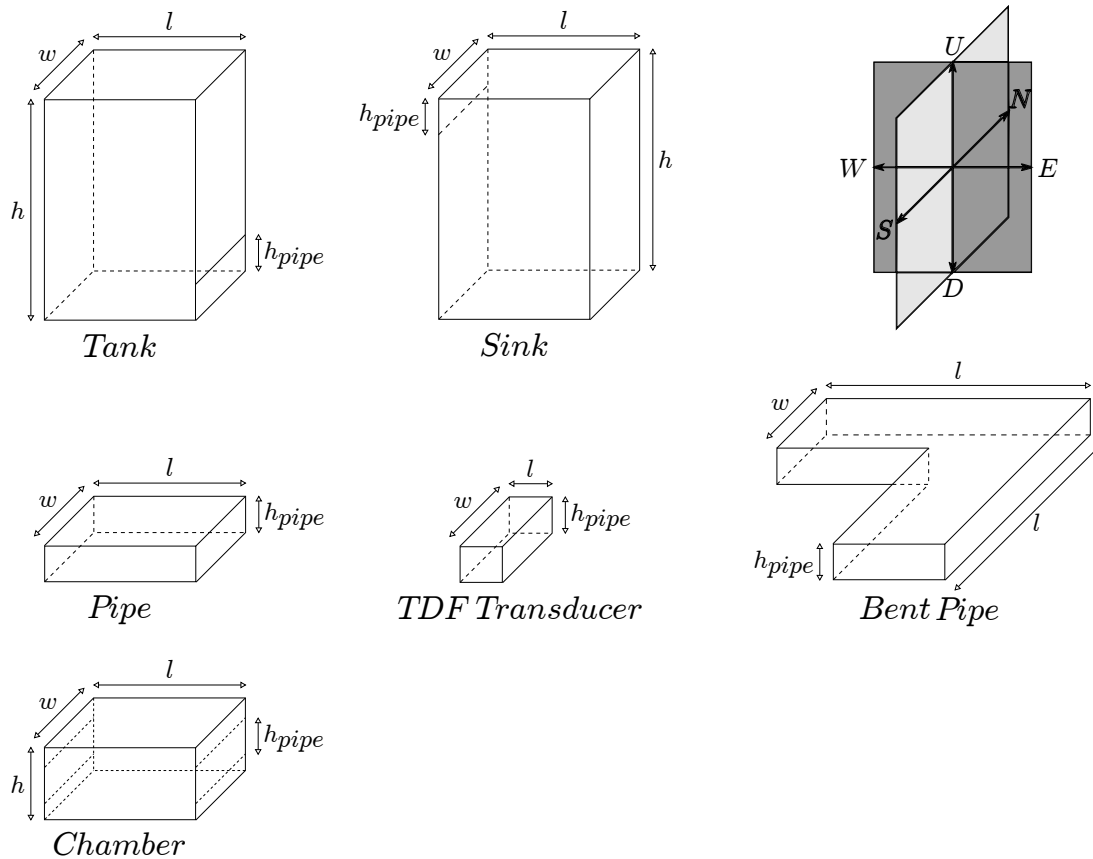 l
w
h
h_pipe
Tank
l
w
h_pipe
h
Sink
U
N
W
E
S
D
l
w
h_pipe
Pipe
l
w
h_pipe
TDF Transducer
l
w
l
h_pipe
Bent Pipe
l
w
h_pipe
h
Chamber